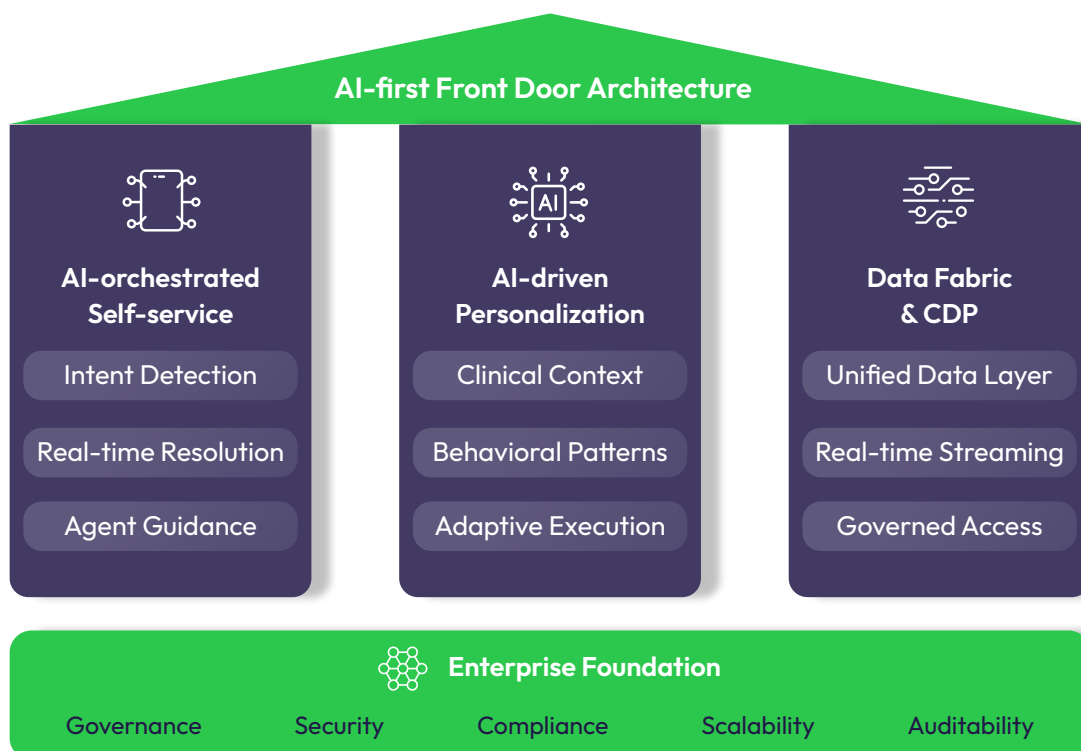 AI-first Front Door Architecture
AI
AI-orchestrated
Self-service
Intent Detection
Real-time Resolution
Agent Guidance
AI-driven
Personalization
Clinical Context
Behavioral Patterns
Adaptive Execution
Data Fabric
& CDP
Unified Data Layer
Real-time Streaming
Governed Access
Enterprise Foundation
Governance
Security
Compliance
Scalability
Auditability